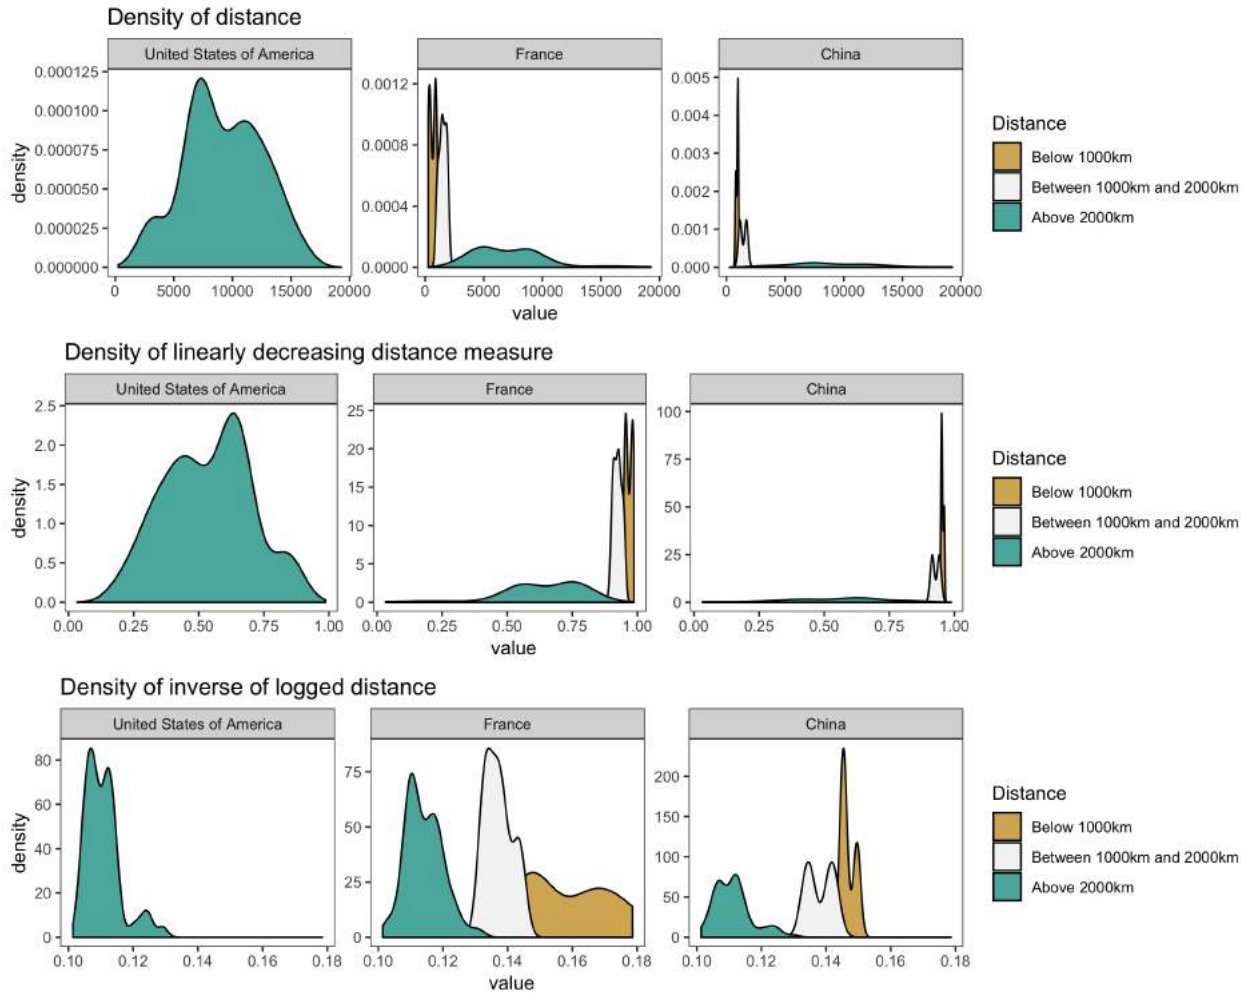 Density of distance
United States of America France China
0.000125
0.000100
0.000075
0.000050
0.000025
0.000000
0.0012
0.0008
0.0004
0.0000
0.005
0.004
0.003
0.002
0.001
0.000
density
0 5000 10000 15000 20000 0 5000 10000 15000 20000 0 5000 10000 15000 20000
value
Distance
Below 1000km
Between 1000km and 2000km
Above 2000km
Density of linearly decreasing distance measure
United States of America France China
2.5
2.0
1.5
1.0
0.5
0.0
25
20
15
10
5
0
100
75
50
25
0
density
0.00 0.25 0.50 0.75 1.00 0.00 0.25 0.50 0.75 1.00 0.00 0.25 0.50 0.75 1.00
value
Distance
Below 1000km
Between 1000km and 2000km
Above 2000km
Density of inverse of logged distance
United States of America France China
80
60
40
20
0
75
50
25
0
200
150
100
50
0
density
0.10 0.12 0.14 0.16 0.18 0.10 0.12 0.14 0.16 0.18 0.10 0.12 0.14 0.16 0.18
value
Distance
Below 1000km
Between 1000km and 2000km
Above 2000km